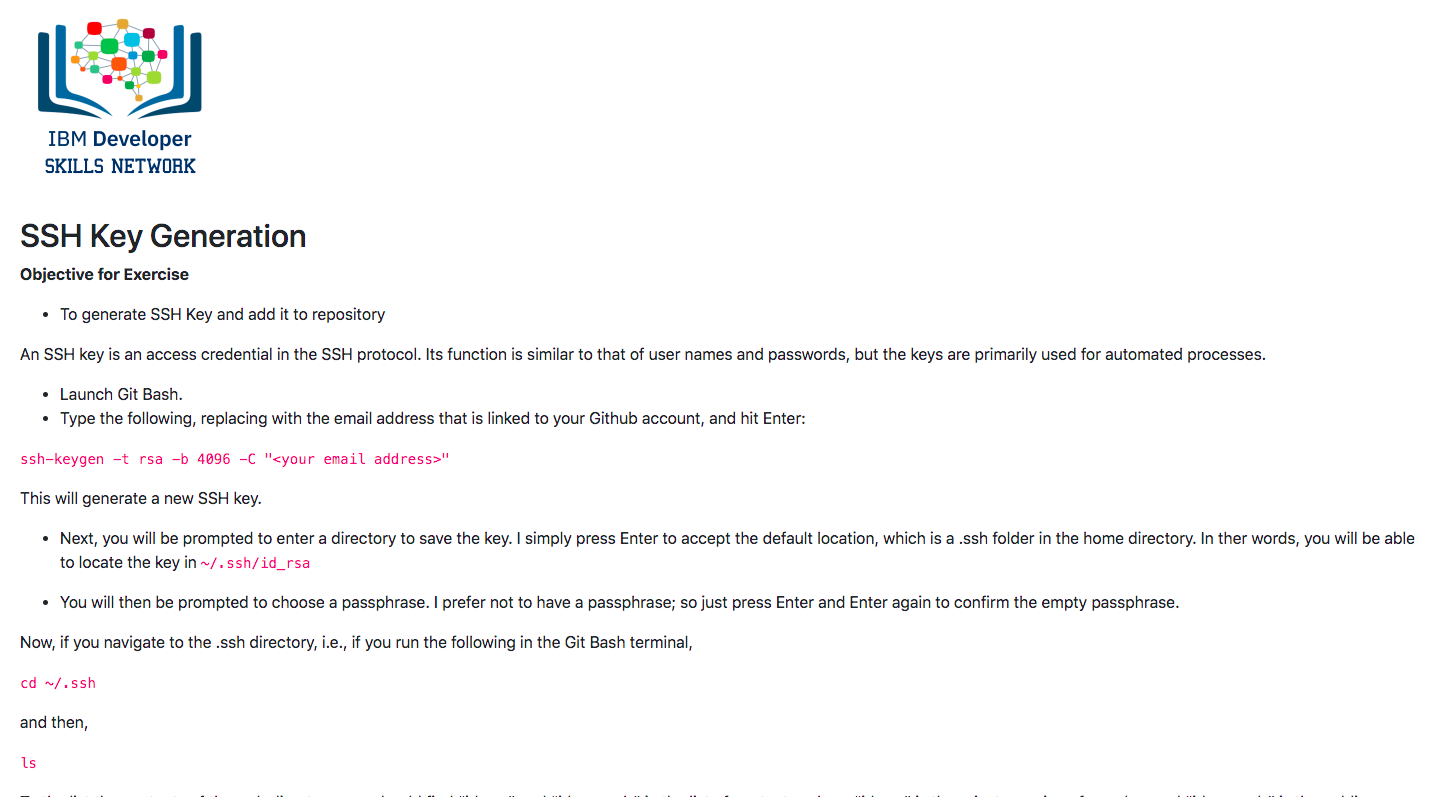 IBM Developer
SKILLS NETWORK
SSH Key Generation
Objective for Exercise
• To generate SSH Key and add it to repository
An SSH key is an access credential in the SSH protocol. Its function is similar to that of user names and passwords, but the keys are primarily used for automated processes.
• Launch Git Bash.
• Type the following, replacing with the email address that is linked to your Github account, and hit Enter:
ssh-keygen -t rsa -b 4096 -C "<your email address>"
This will generate a new SSH key.
• Next, you will be prompted to enter a directory to save the key. I simply press Enter to accept the default location, which is a .ssh folder in the home directory. In ther words, you will be able
to locate the key in ~/.ssh/id_rsa
• You will then be prompted to choose a passphrase. I prefer not to have a passphrase; so just press Enter and Enter again to confirm the empty passphrase.
Now, if you navigate to the .ssh directory, i.e., if you run the following in the Git Bash terminal,
cd ~/.ssh
and then,
ls